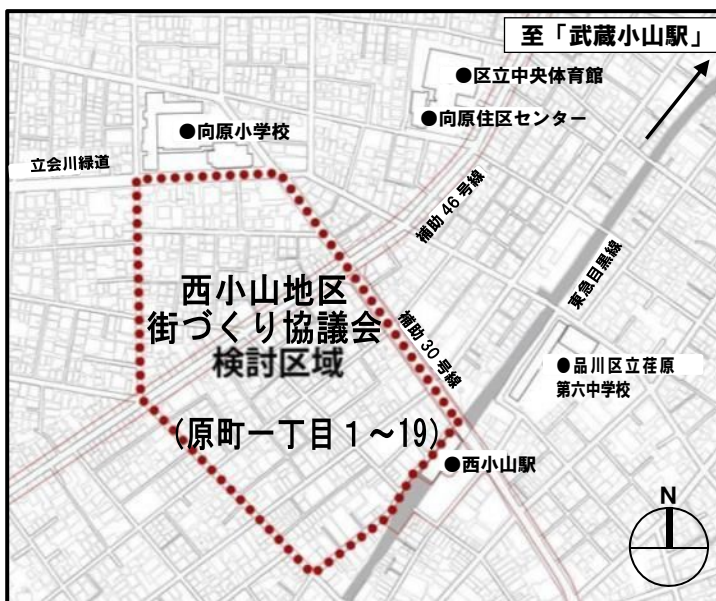 至「武蔵小山駅」
●区立中央体育館
●向原住区センター
●向原小学校
立会川緑道
補助46号線
東急目黒線
西小山地区
街づくり協議会
検討区域
補助30号線
●品川区立荏原
第六中学校
(原町一丁目1～19)
●西小山駅
N